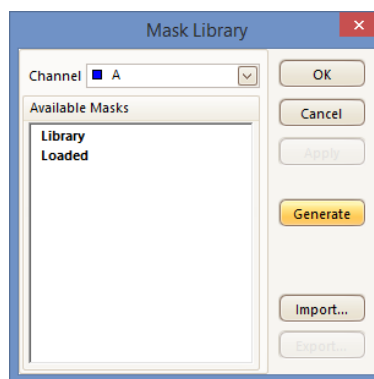 Mask Library
Channel A
OK
Available Masks
Cancel
Library
Loaded
Apply
Generate
Import...
Export...